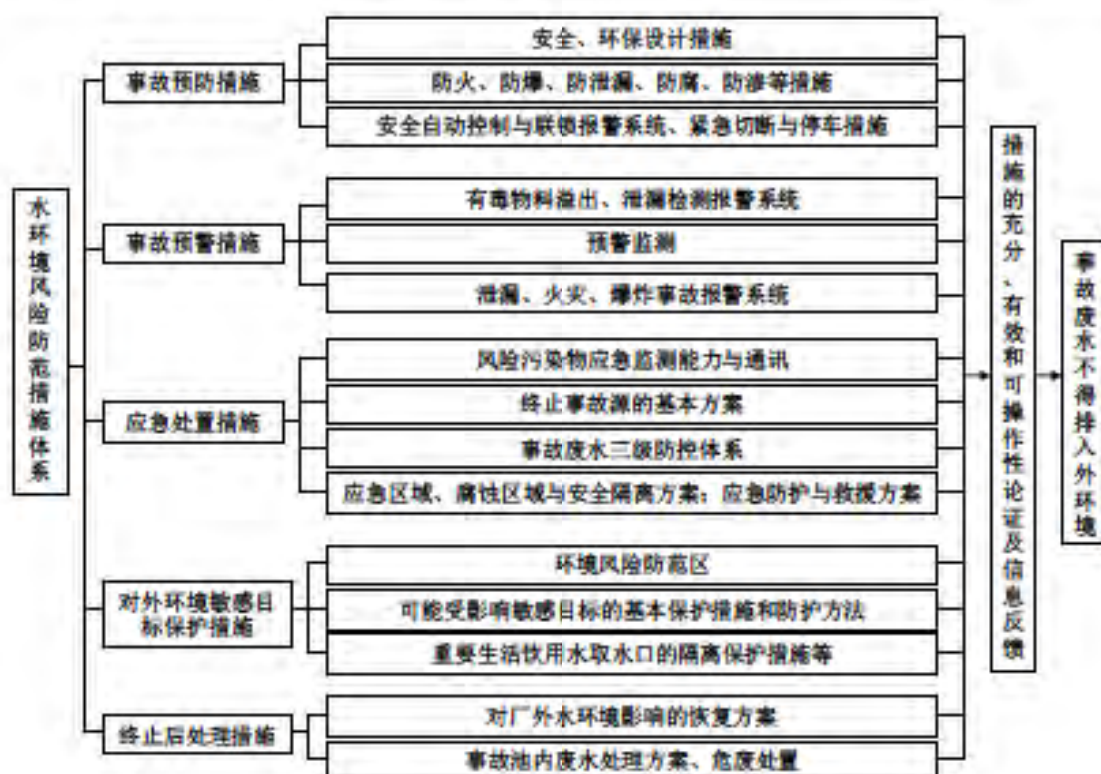 水环境风险防范措施体系
事故预防措施
安全、环保设计措施
防火、防爆、防泄漏、防腐、防渗等措施
安全自动控制与联锁报警系统、紧急切断与停车措施
事故预警措施
有毒物料溢出、泄漏检测报警系统
预警监测
泄漏、火灾、爆炸事故报警系统
应急处置措施
风险污染物应急监测能力与通讯
终止事故源的基本方案
事故废水三级防控体系
应急区域、腐蚀区域与安全隔离方案；应急防护与救援方案
对外环境敏感目
标保护措施
环境风险防范区
可能受影响敏感目标的基本保护措施和防护方法
重要生活饮用水取水口的隔离保护措施等
终止后处理措施
对厂外水环境影响的恢复方案
事故池内废水处理方案、危废处置
措施的充分、有效和可操作性论证及信息反馈
事故废水不得排入外环境